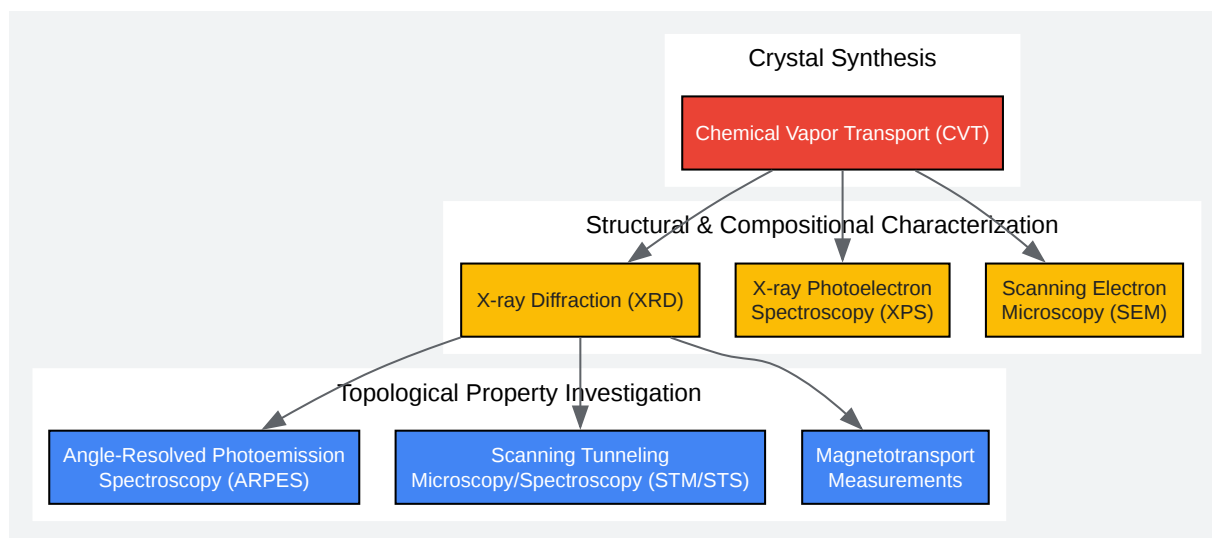 Crystal Synthesis
Chemical Vapor Transport (CVT)
Structural & Compositional Characterization
X-ray Diffraction (XRD)
X-ray Photoelectron
Spectroscopy (XPS)
Scanning Electron
Microscopy (SEM)
Topological Property Investigation
Angle-Resolved Photoemission
Spectroscopy (ARPES)
Scanning Tunneling
Microscopy/Spectroscopy (STM/STS)
Magnetotransport
Measurements